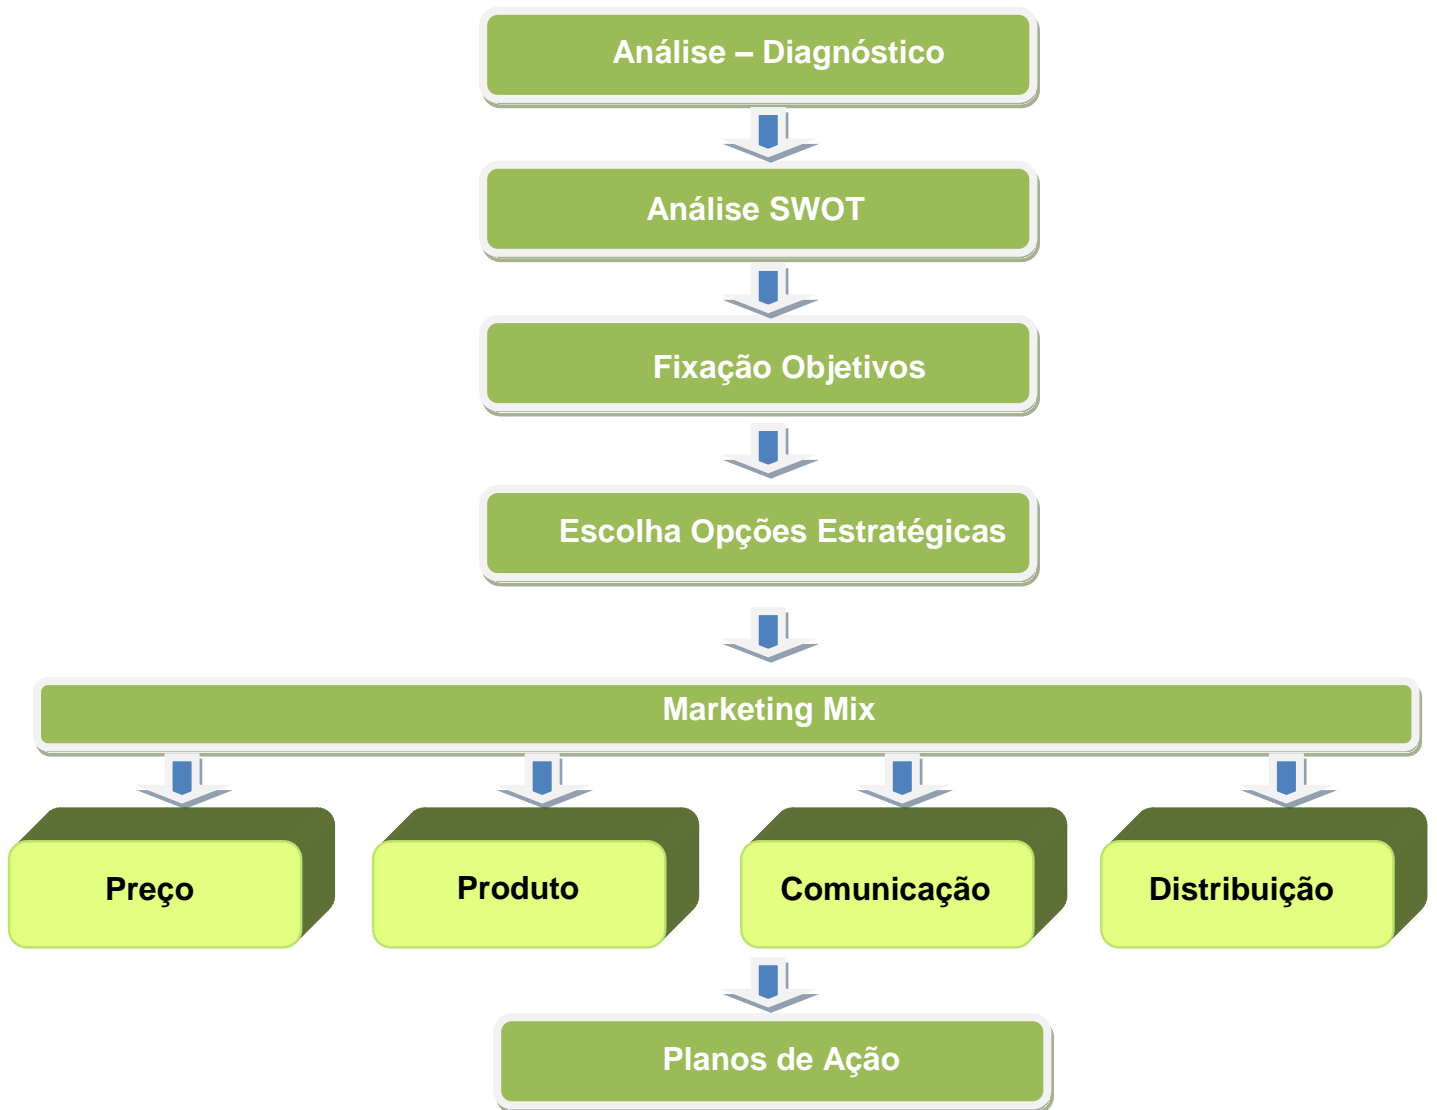 Análise – Diagnóstico
Análise SWOT
Fixação Objetivos
Escolha Opções Estratégicas
Marketing Mix
Preço
Produto
Comunicação
Distribuição
Planos de Ação